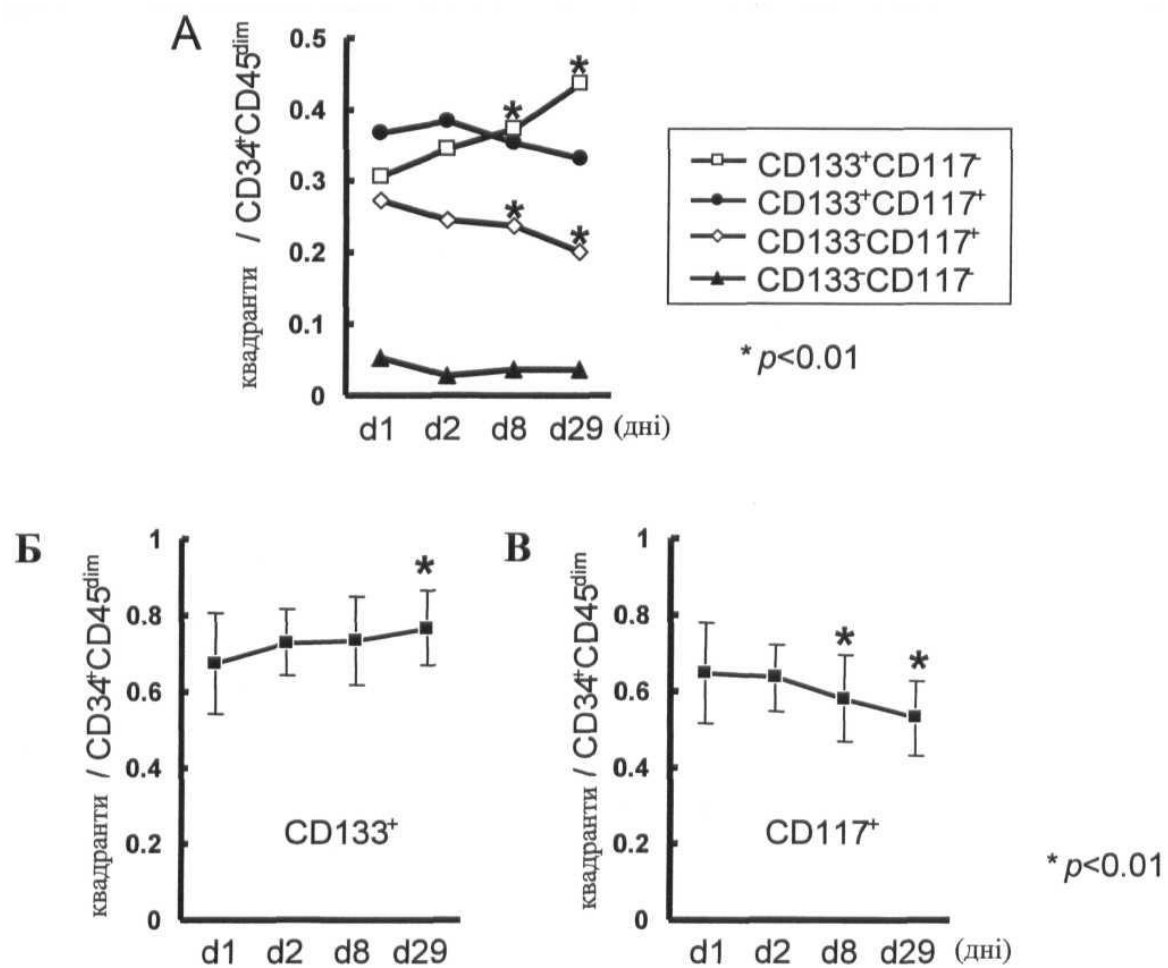 А
квадранти / CD34⁺CD45ᵈⁱᵐ
0.5
0.4
0.3
0.2
0.1
0
*
*
*
*
d1 d2 d8 d29 (дні)
CD133⁺CD117⁻
CD133⁺CD117⁺
CD133⁻CD117⁺
CD133⁻CD117⁻
* p<0.01
Б
квадранти / CD34⁺CD45ᵈⁱᵐ
1
0.8
0.6
0.4
0.2
0
*
CD133⁺
d1 d2 d8 d29
В
квадранти / CD34⁺CD45ᵈⁱᵐ
1
0.8
0.6
0.4
0.2
0
*
*
CD117⁺
d1 d2 d8 d29 (дні)
* p<0.01